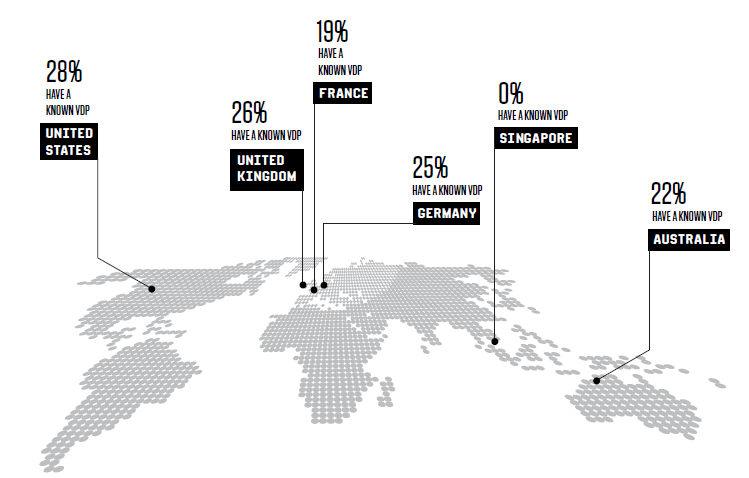 28%
HAVE A
KNOWN VDP
UNITED
STATES
26%
HAVE A KNOWN VDP
UNITED
KINGDOM
19%
HAVE A
KNOWN VDP
FRANCE
25%
HAVE A KNOWN VDP
GERMANY
0%
HAVE A KNOWN VDP
SINGAPORE
22%
HAVE A KNOWN VDP
AUSTRALIA